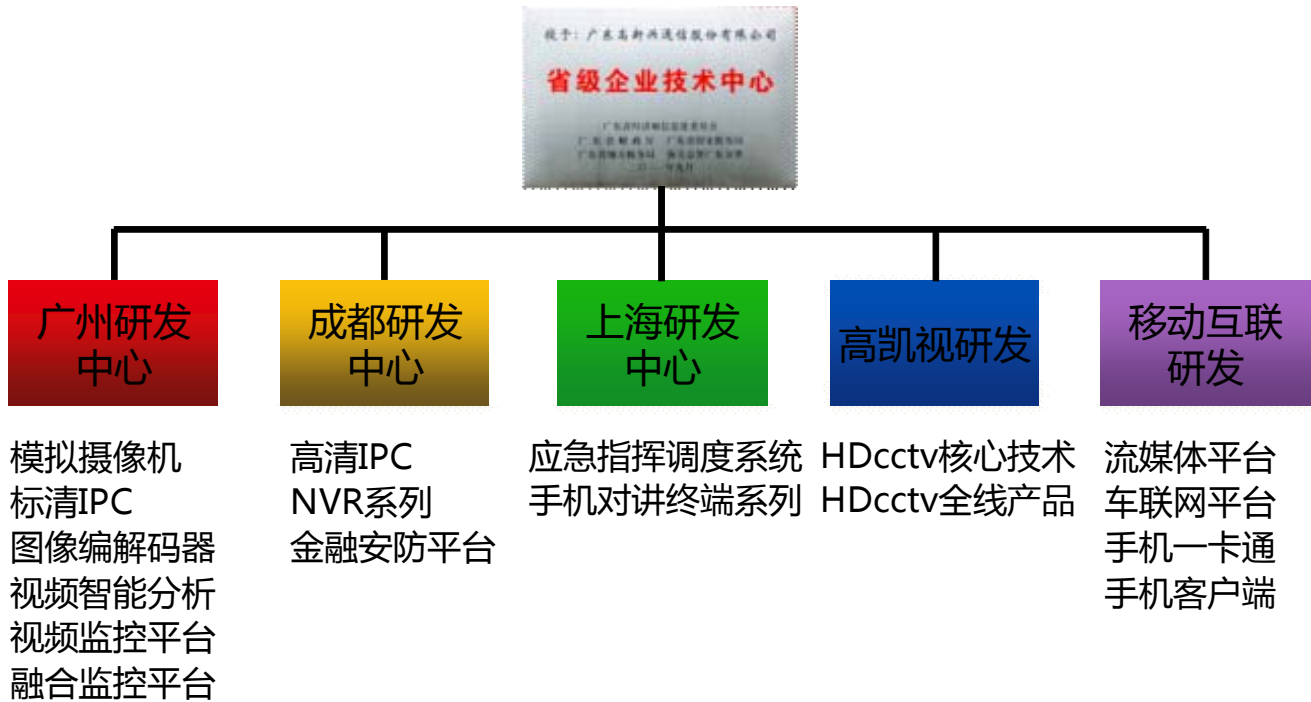 授于：广东高新兴通信股份有限公司
省级企业技术中心
广州研发
中心
成都研发
中心
上海研发
中心
高凯视研发
移动互联
研发
模拟摄像机
标清IPC
图像编解码器
视频智能分析
视频监控平台
融合监控平台
高清IPC
NVR系列
金融安防平台
应急指挥调度系统
手机对讲终端系列
HDcctv核心技术
HDcctv全线产品
流媒体平台
车联网平台
手机一卡通
手机客户端